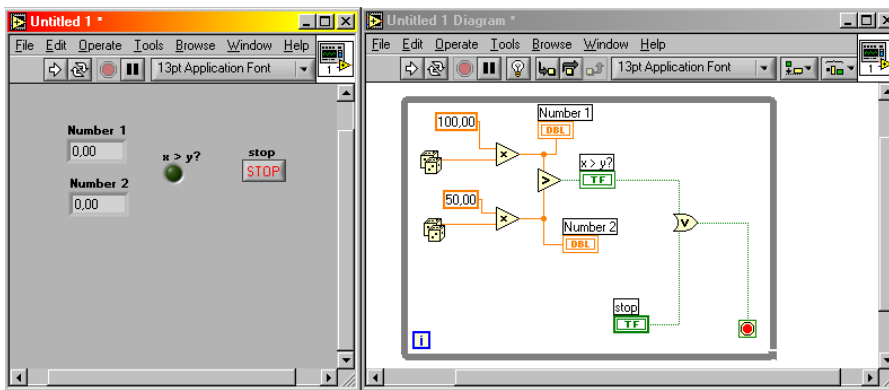 Untitled 1 *
File Edit Operate Tools Browse Window Help
13pt Application Font
1
Number 1
0,00
x > y?
stop
STOP
Number 2
0,00
Untitled 1 Diagram *
File Edit Operate Tools Browse Window Help
13pt Application Font
1
Number 1
100,00
DBL
x
x > y?
>
TF
50,00
x
Number 2
DBL
V
stop
TF
i